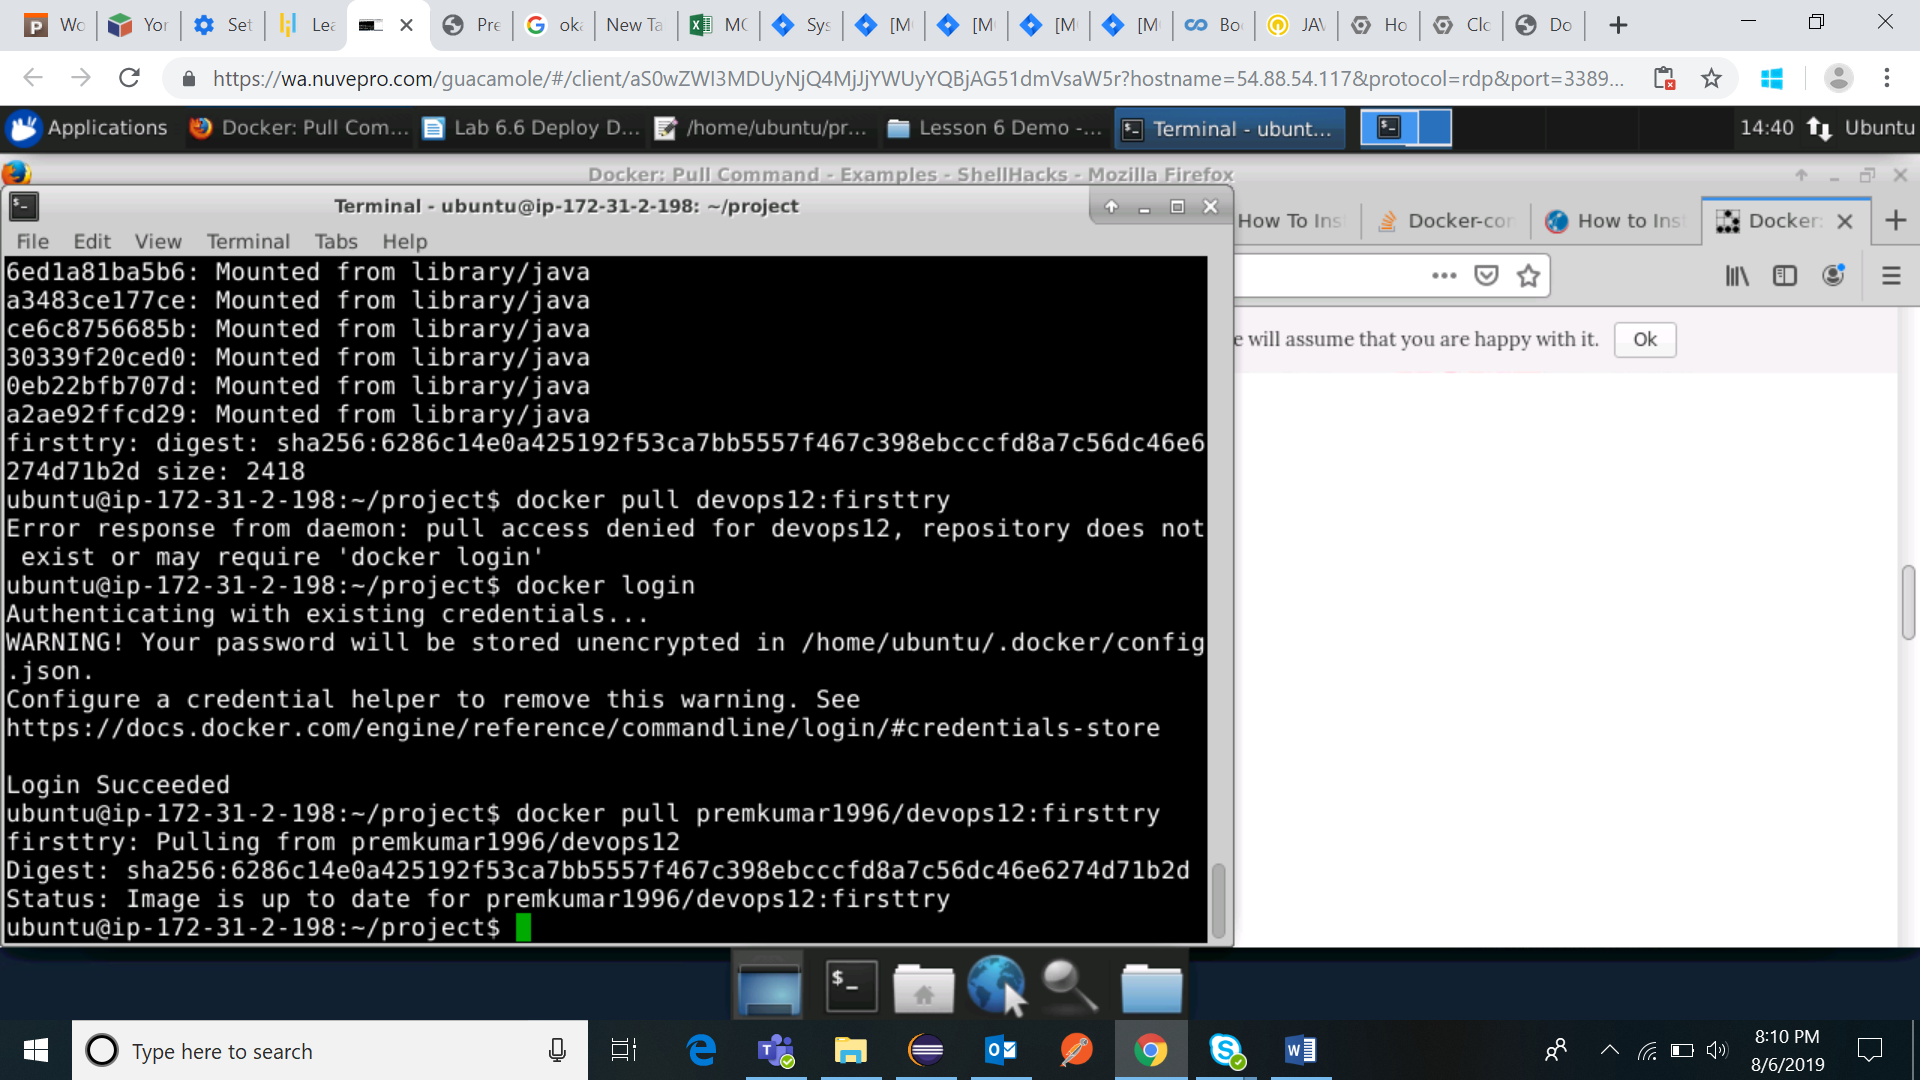 Wo
Yor
Set
Lea
Pre
oka
New Ta
MC
Sys
[M
[M
[M
[M
Bo
JAV
Ho
Clo
Do
https://wa.nuvepro.com/guacamole/#/client/aS0wZWI3MDUyNjQ4MjJjYWUyYQBjAG51dmVsaW5r?hostname=54.88.54.117&protocol=rdp&port=3389...
Applications
Docker: Pull Com...
Lab 6.6 Deploy D...
/home/ubuntu/pr...
Lesson 6 Demo -...
Terminal - ubunt...
14:40
Ubuntu
Docker: Pull Command - Examples - ShellHacks - Mozilla Firefox
Terminal - ubuntu@ip-172-31-2-198: ~/project
How To Ins
Docker-con
How to Ins
Docker:
File Edit View Terminal Tabs Help
e will assume that you are happy with it.
Ok
6ed1a81ba5b6: Mounted from library/java
a3483ce177ce: Mounted from library/java
ce6c8756685b: Mounted from library/java
30339f20ced0: Mounted from library/java
0eb22bfb707d: Mounted from library/java
a2ae92ffcd29: Mounted from library/java
firsttry: digest: sha256:6286c14e0a425192f53ca7bb5557f467c398ebcccfd8a7c56dc46e6
274d71b2d size: 2418
ubuntu@ip-172-31-2-198:~/project$ docker pull devops12:firsttry
Error response from daemon: pull access denied for devops12, repository does not
exist or may require 'docker login'
ubuntu@ip-172-31-2-198:~/project$ docker login
Authenticating with existing credentials...
WARNING! Your password will be stored unencrypted in /home/ubuntu/.docker/config
.json.
Configure a credential helper to remove this warning. See
https://docs.docker.com/engine/reference/commandline/login/#credentials-store
Login Succeeded
ubuntu@ip-172-31-2-198:~/project$ docker pull premkumar1996/devops12:firsttry
firsttry: Pulling from premkumar1996/devops12
Digest: sha256:6286c14e0a425192f53ca7bb5557f467c398ebcccfd8a7c56dc46e6274d71b2d
Status: Image is up to date for premkumar1996/devops12:firsttry
ubuntu@ip-172-31-2-198:~/project$
Type here to search
8:10 PM
8/6/2019